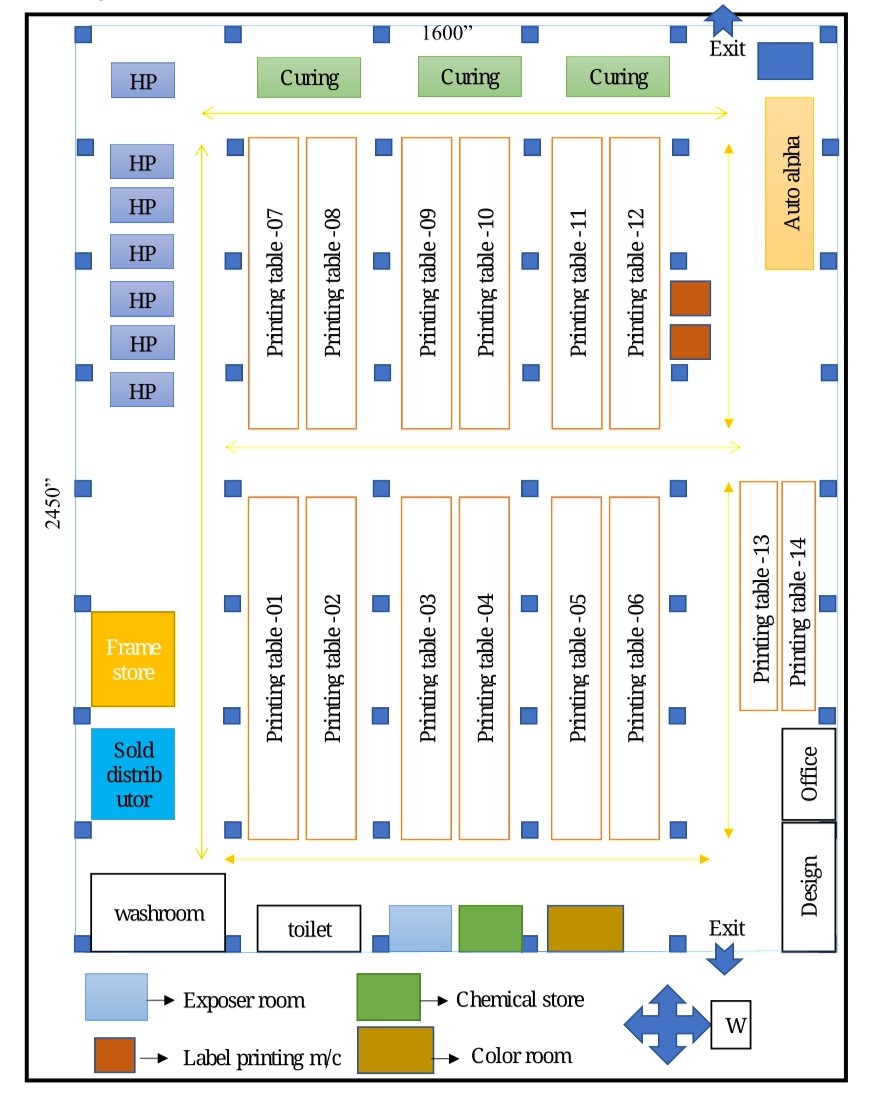 1600”
Exit
HP
Curing
Curing
Curing
Auto alpha
HP
HP
HP
HP
HP
HP
Printing table -07
Printing table -08
Printing table -09
Printing table -10
Printing table -11
Printing table -12
2450”
Printing table -01
Printing table -02
Printing table -03
Printing table -04
Printing table -05
Printing table -06
Printing table -13
Printing table -14
Frame
store
Sold
distrib
utor
Office
Design
washroom
toilet
Exit
Exposer room
Chemical store
W
Label printing m/c
Color room